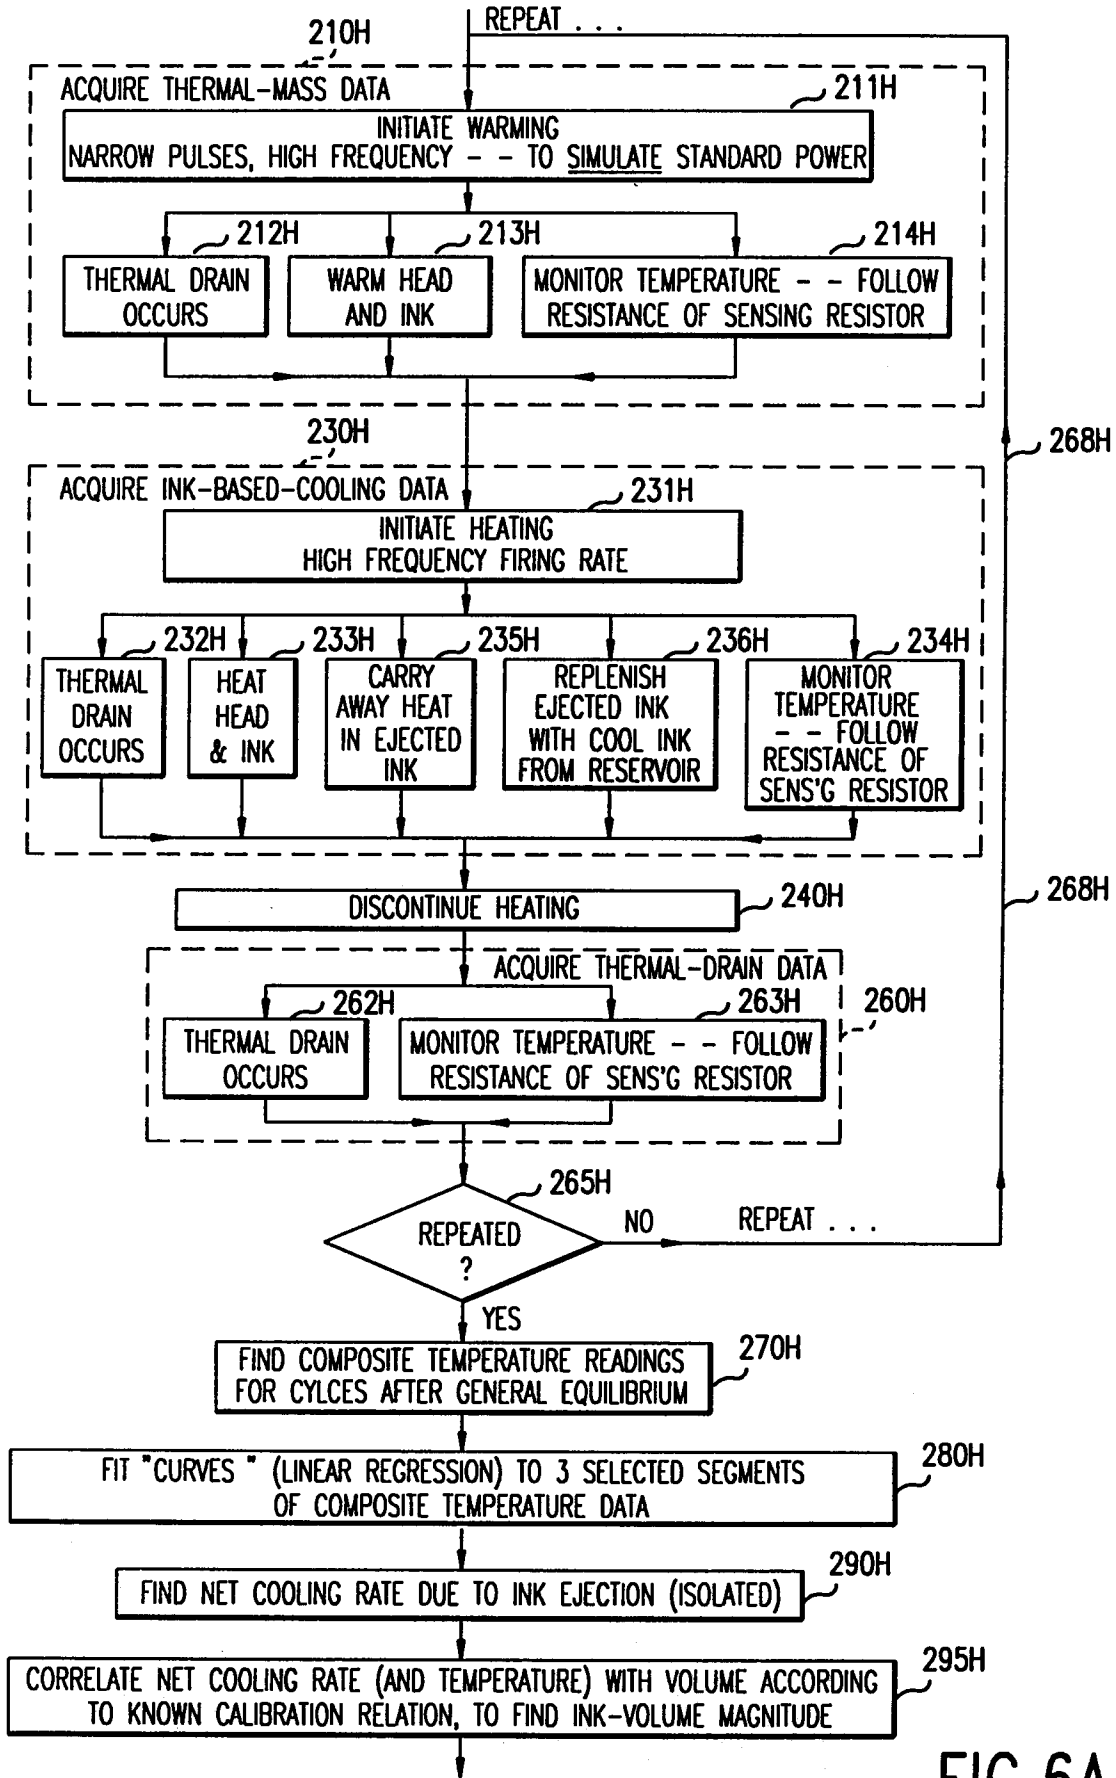 REPEAT . . .
210H
ACQUIRE THERMAL-MASS DATA
211H
INITIATE WARMING
NARROW PULSES, HIGH FREQUENCY - - TO SIMULATE STANDARD POWER
212H
213H
214H
THERMAL DRAIN
OCCURS
WARM HEAD
AND INK
MONITOR TEMPERATURE - - FOLLOW
RESISTANCE OF SENSING RESISTOR
268H
230H
ACQUIRE INK-BASED-COOLING DATA
231H
INITIATE HEATING
HIGH FREQUENCY FIRING RATE
232H
233H
235H
236H
234H
THERMAL
DRAIN
OCCURS
HEAT
HEAD
& INK
CARRY
AWAY HEAT
IN EJECTED
INK
REPLENISH
EJECTED INK
WITH COOL INK
FROM RESERVOIR
MONITOR
TEMPERATURE
- - FOLLOW
RESISTANCE OF
SENS'G RESISTOR
268H
DISCONTINUE HEATING
240H
ACQUIRE THERMAL-DRAIN DATA
262H
263H
260H
THERMAL DRAIN
OCCURS
MONITOR TEMPERATURE - - FOLLOW
RESISTANCE OF SENS'G RESISTOR
265H
REPEATED
?
NO
REPEAT . . .
YES
FIND COMPOSITE TEMPERATURE READINGS
FOR CYLCES AFTER GENERAL EQUILIBRIUM
270H
FIT "CURVES " (LINEAR REGRESSION) TO 3 SELECTED SEGMENTS
OF COMPOSITE TEMPERATURE DATA
280H
FIND NET COOLING RATE DUE TO INK EJECTION (ISOLATED)
290H
CORRELATE NET COOLING RATE (AND TEMPERATURE) WITH VOLUME ACCORDING
TO KNOWN CALIBRATION RELATION, TO FIND INK-VOLUME MAGNITUDE
295H
FIG. 6A